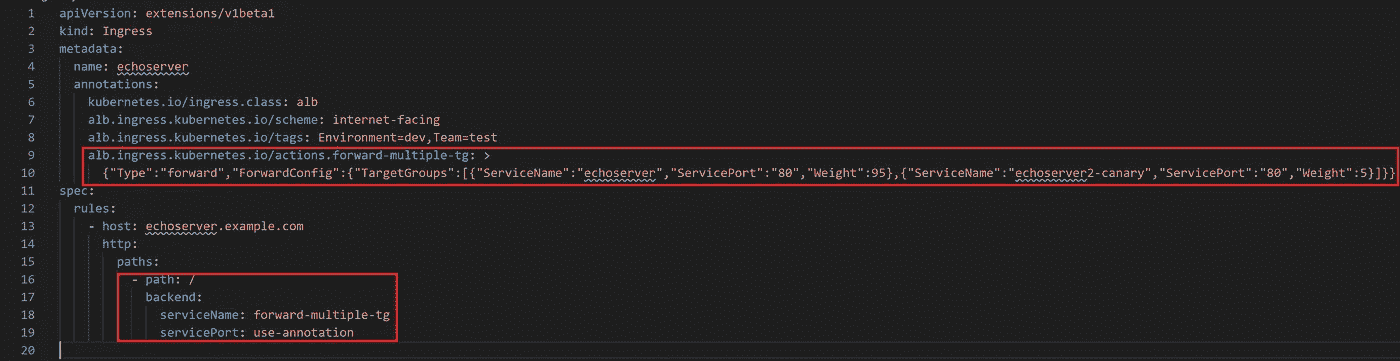 1 apiVersion: extensions/v1beta1
2 kind: Ingress
3 metadata:
4   name: echoserver
5   annotations:
6     kubernetes.io/ingress.class: alb
7     alb.ingress.kubernetes.io/scheme: internet-facing
8     alb.ingress.kubernetes.io/tags: Environment=dev,Team=test
9     alb.ingress.kubernetes.io/actions.forward-multiple-tg: >
10       {"Type":"forward","ForwardConfig":{"TargetGroups":[{"ServiceName":"echoserver","ServicePort":"80","Weight":95},{"ServiceName":"echoserver2-canary","ServicePort":"80","Weight":5}]}}
11 spec:
12   rules:
13     - host: echoserver.example.com
14       http:
15         paths:
16           - path: /
17             backend:
18               serviceName: forward-multiple-tg
19               servicePort: use-annotation
20